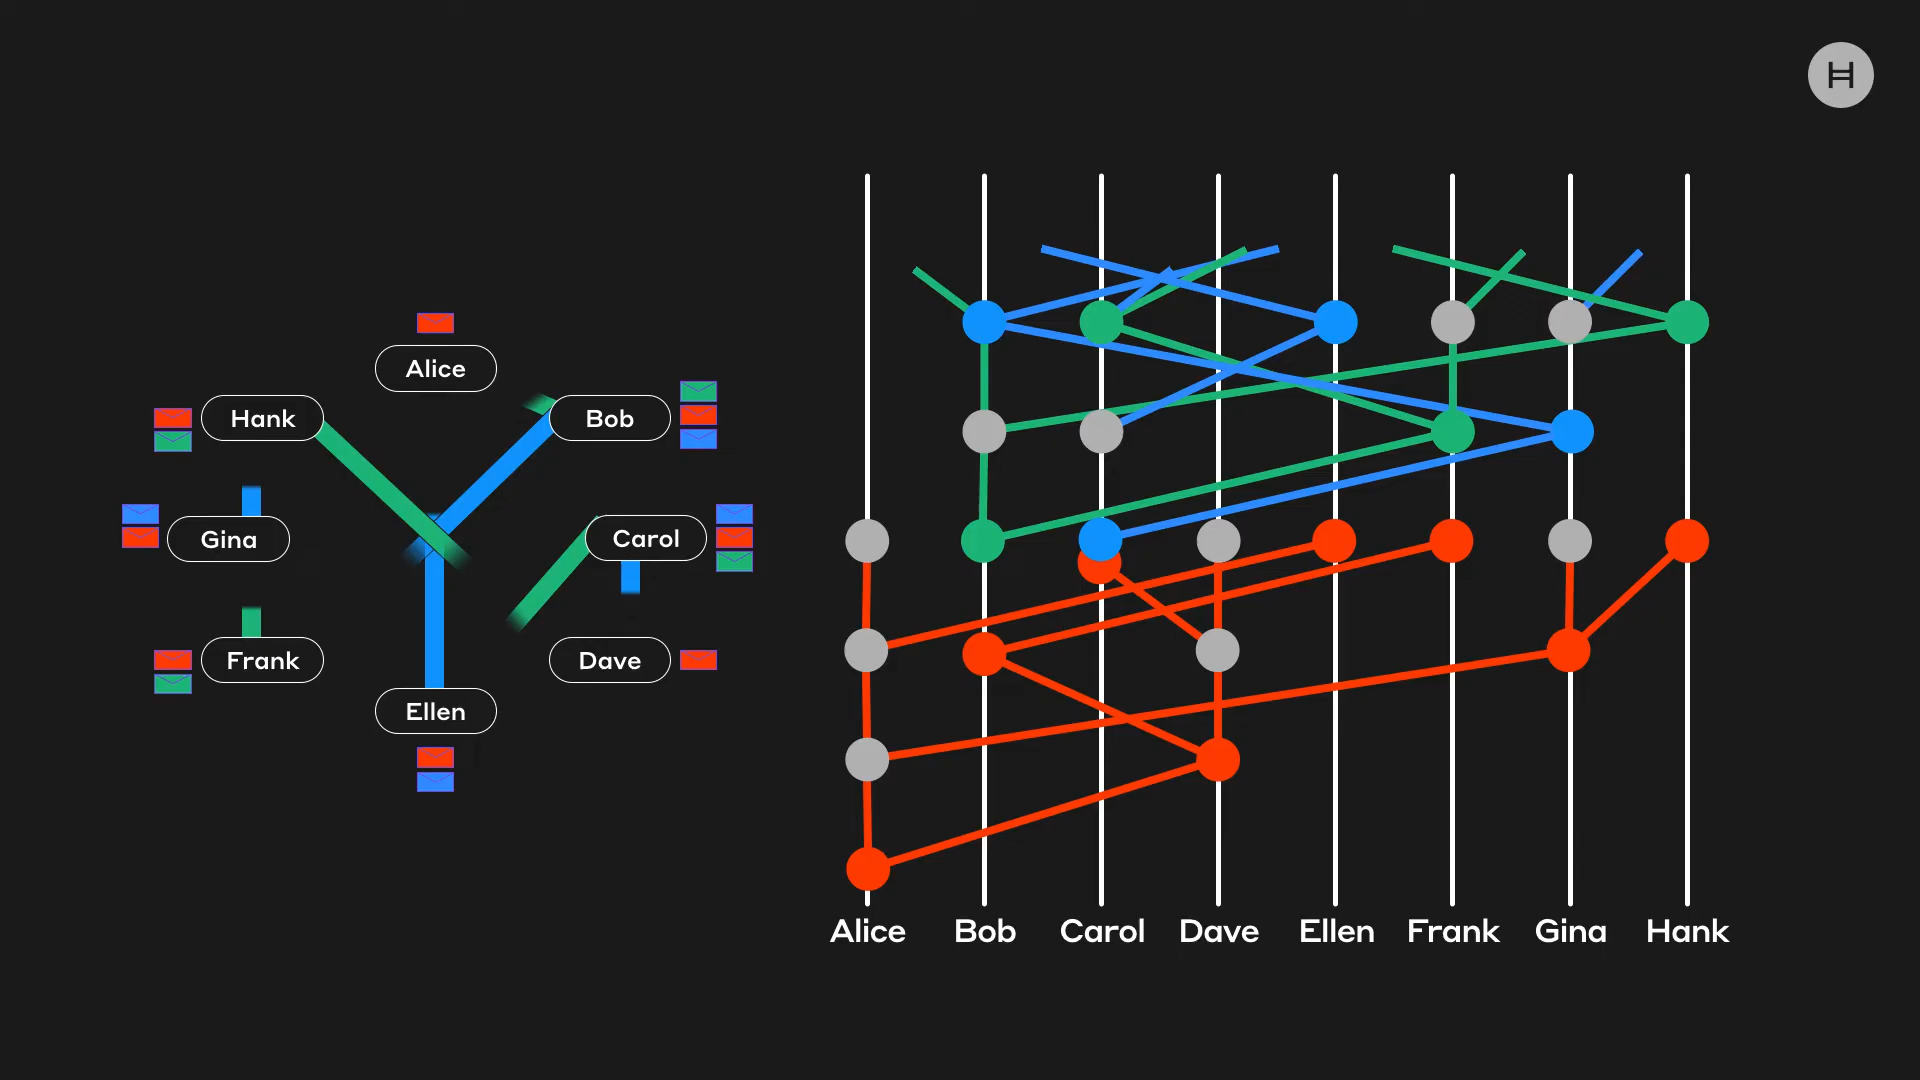 H
Alice
Hank
Bob
Gina
Carol
Frank
Dave
Ellen
Alice Bob Carol Dave Ellen Frank Gina Hank